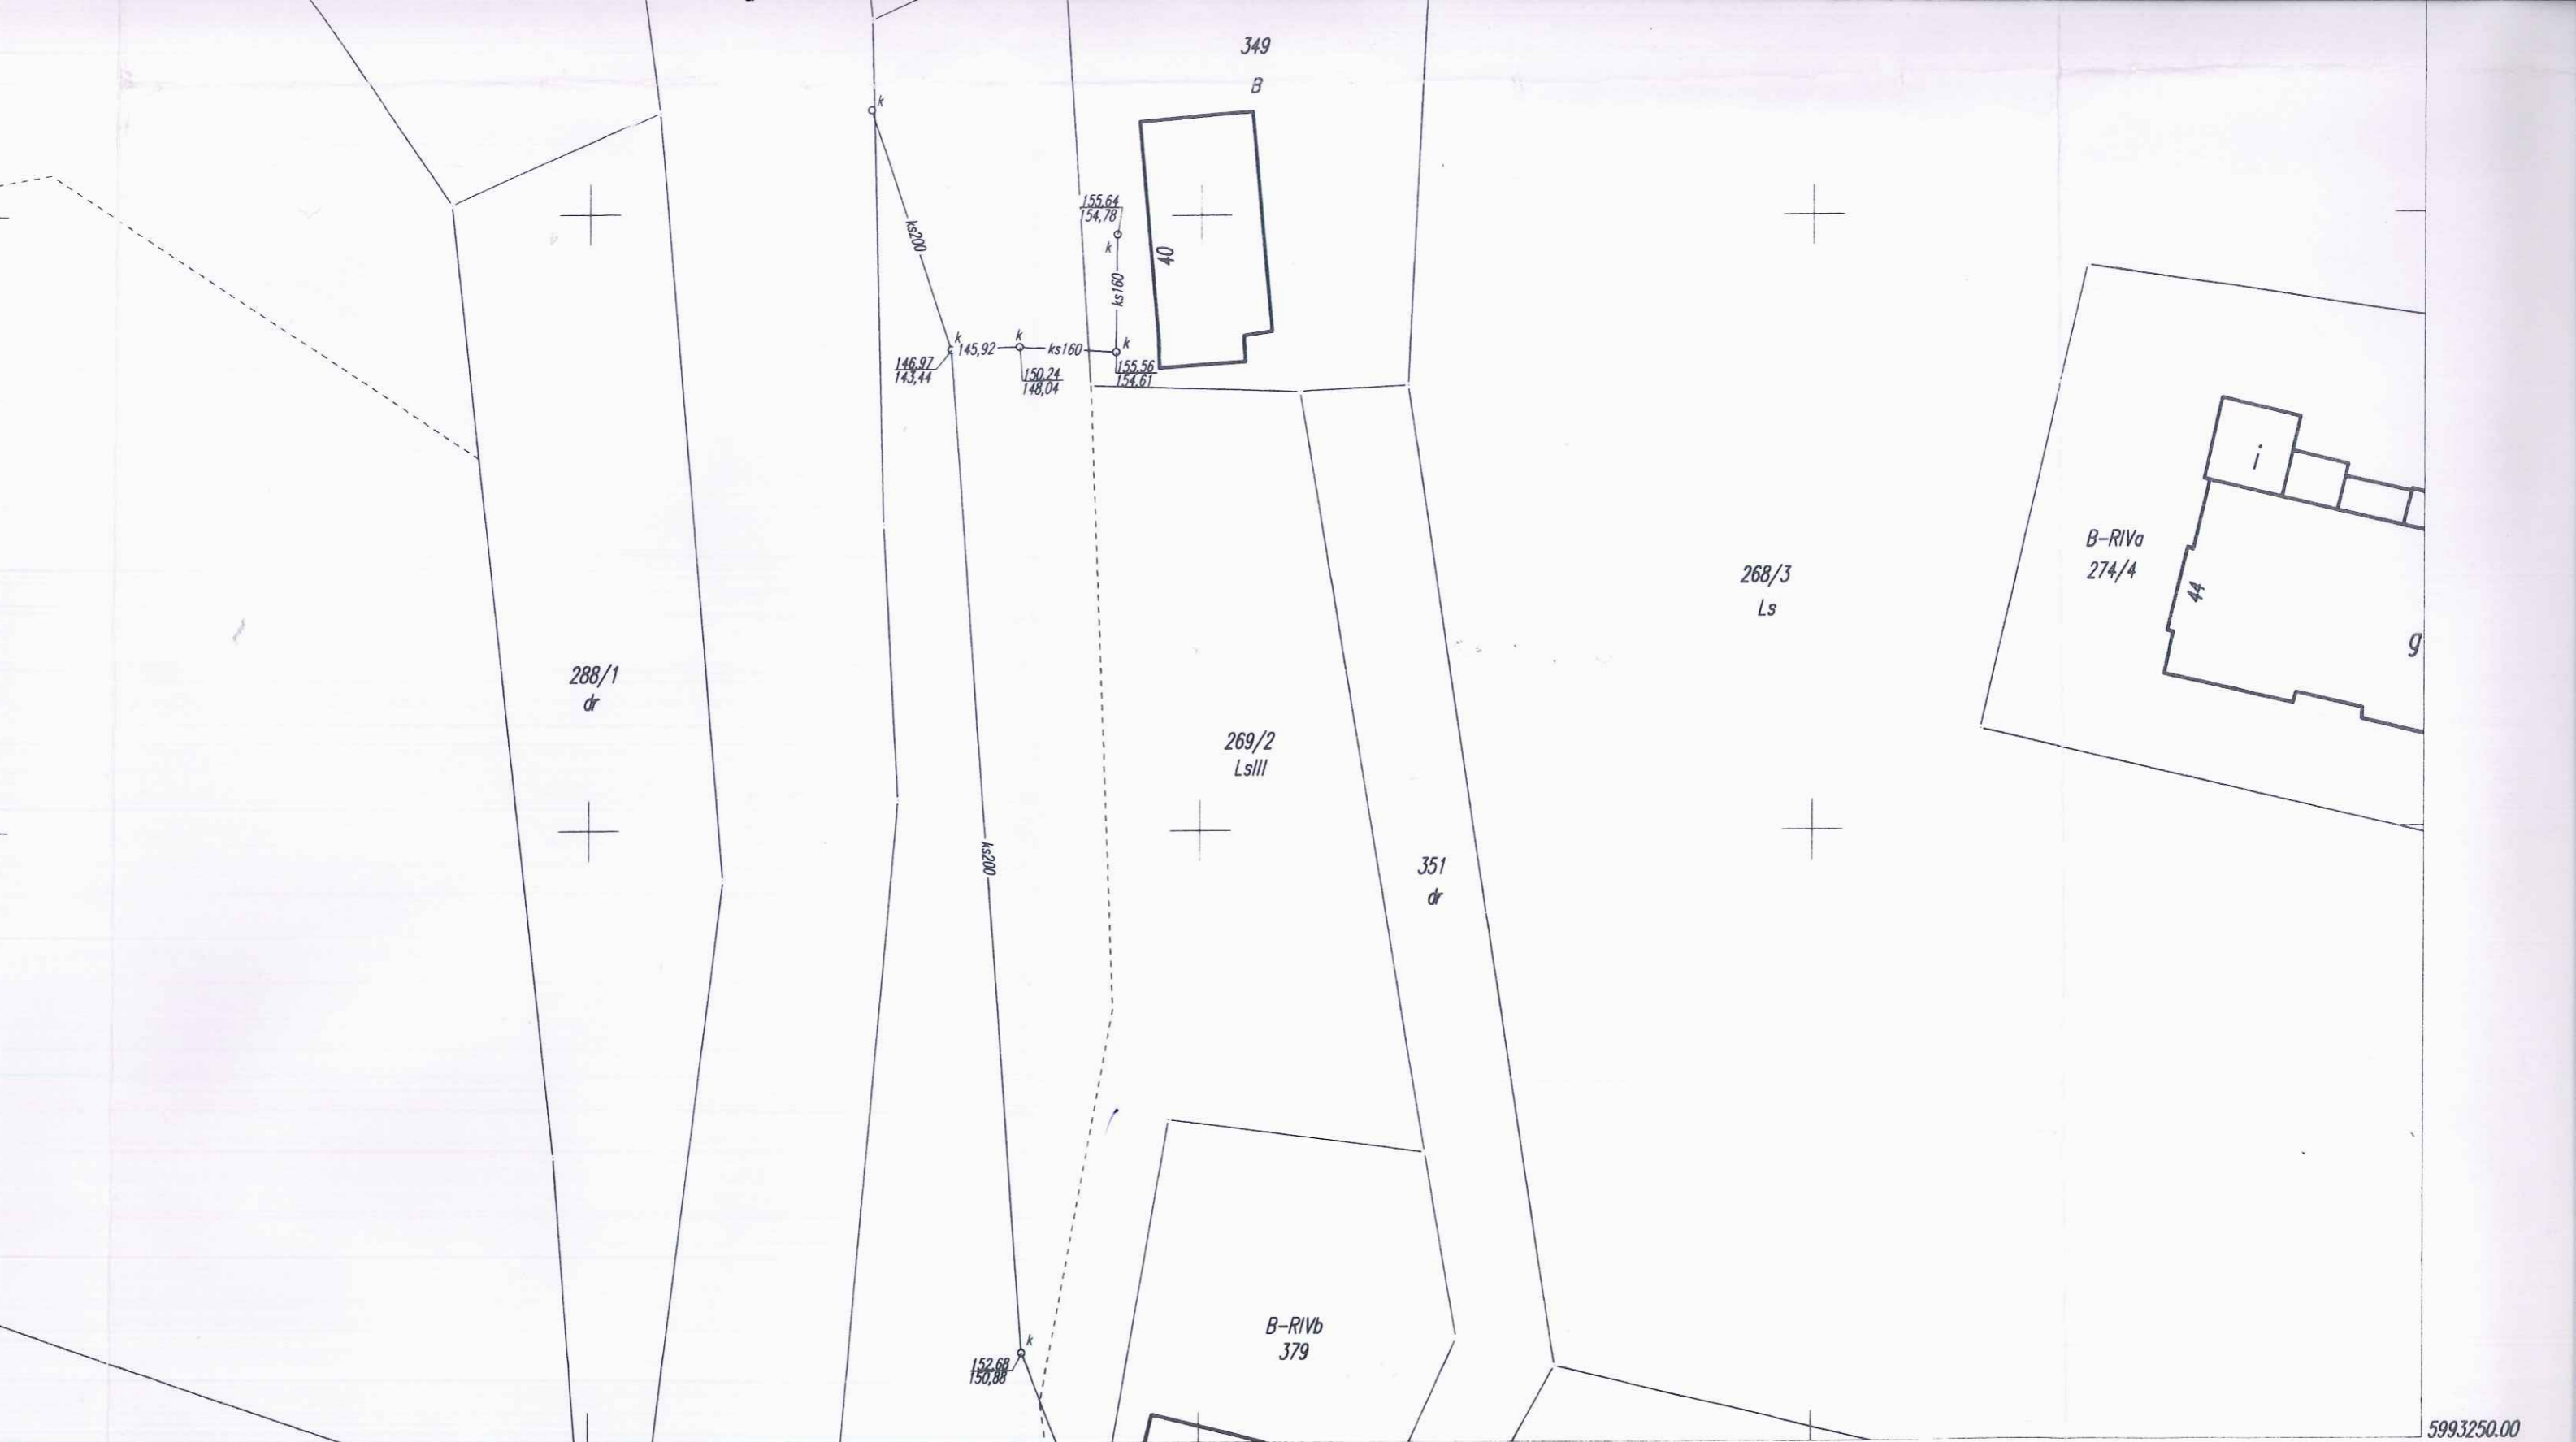 349
B
k
155,64
154,78
k
ks200
40
ks160
k
145,92
k
ks160
k
146,97
143,44
150,24
148,04
155,56
154,61
i
B-RIVa
274/4
44
g
268/3
Ls
288/1
dr
269/2
LsIII
ks200
351
dr
B-RIVb
379
k
152,68
150,88
5993250.00